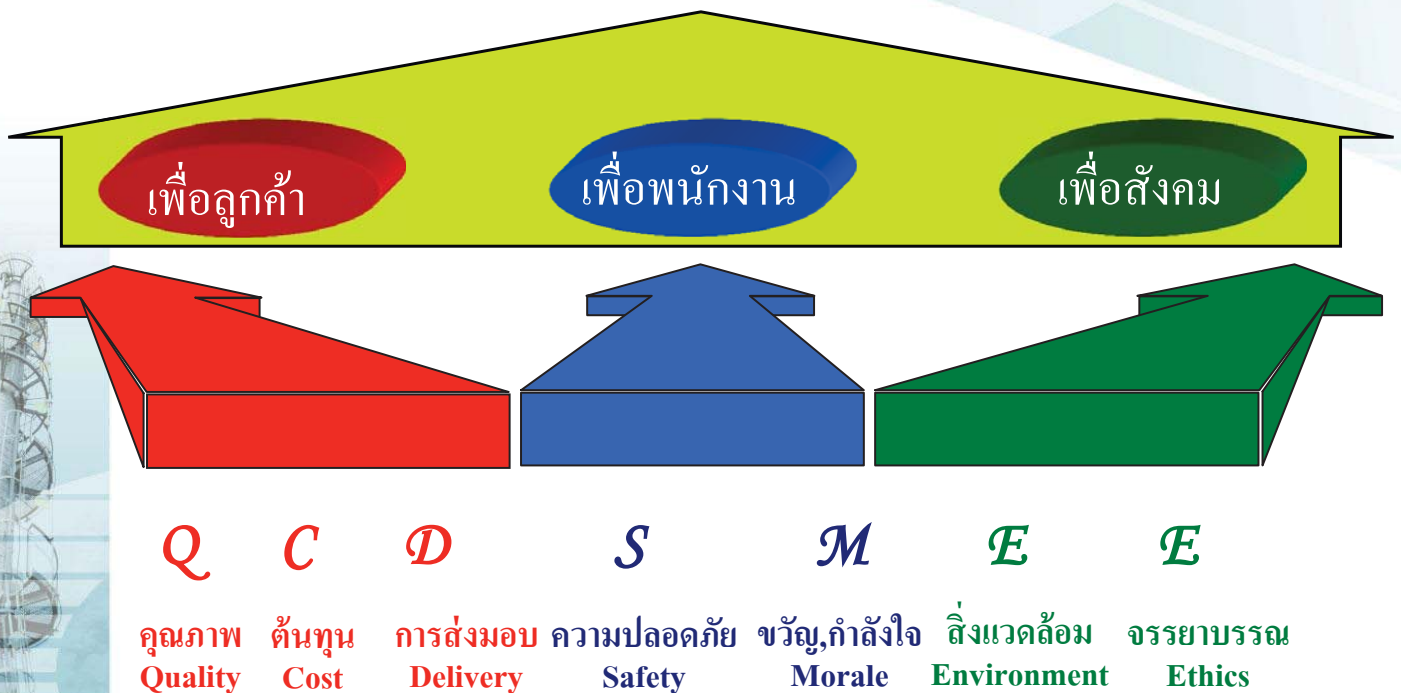 เพื่อลูกค้า เพื่อพนักงาน เพื่อสังคม
Q C D S M E E
คุณภาพ ต้นทุน การส่งมอบ ความปลอดภัย ขวัญ,กำลังใจ สิ่งแวดล้อม จรรยาบรรณ
Quality Cost Delivery Safety Morale Environment Ethics